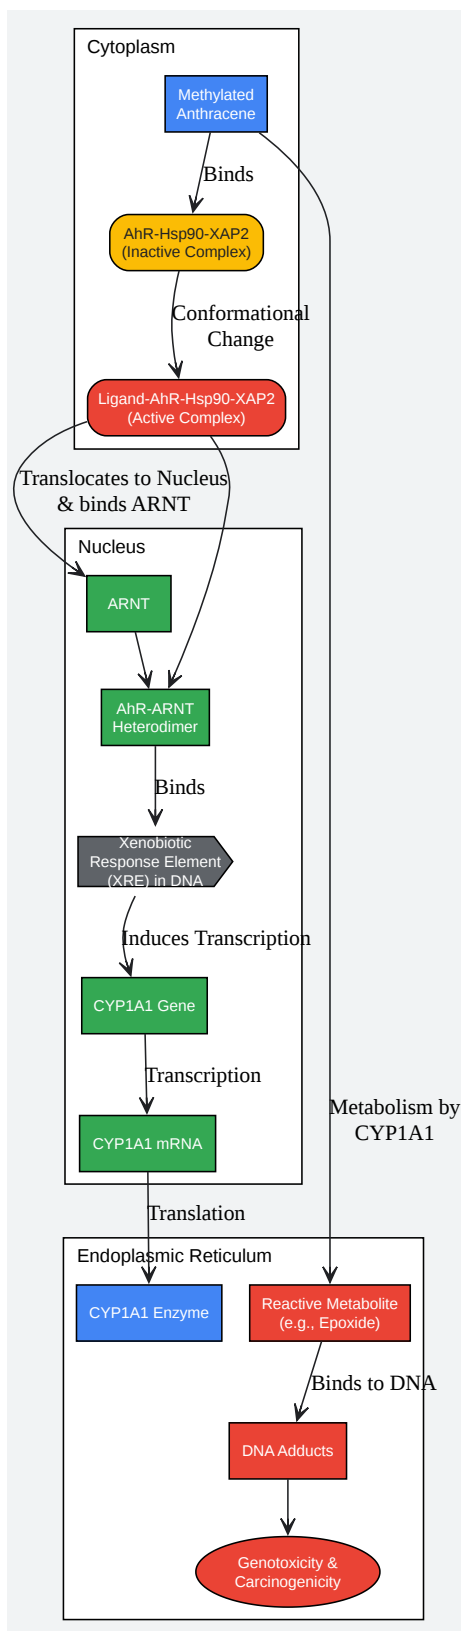 Cytoplasm
Methylated
Anthracene
Binds
AhR-Hsp90-XAP2
(Inactive Complex)
Conformational
Change
Ligand-AhR-Hsp90-XAP2
(Active Complex)
Translocates to Nucleus
& binds ARNT
Nucleus
ARNT
AhR-ARNT
Heterodimer
Binds
Xenobiotic
Response Element
(XRE) in DNA
Induces Transcription
CYP1A1 Gene
Transcription
Metabolism by
CYP1A1
CYP1A1 mRNA
Translation
Endoplasmic Reticulum
CYP1A1 Enzyme
Reactive Metabolite
(e.g., Epoxide)
Binds to DNA
DNA Adducts
Genotoxicity &
Carcinogenicity